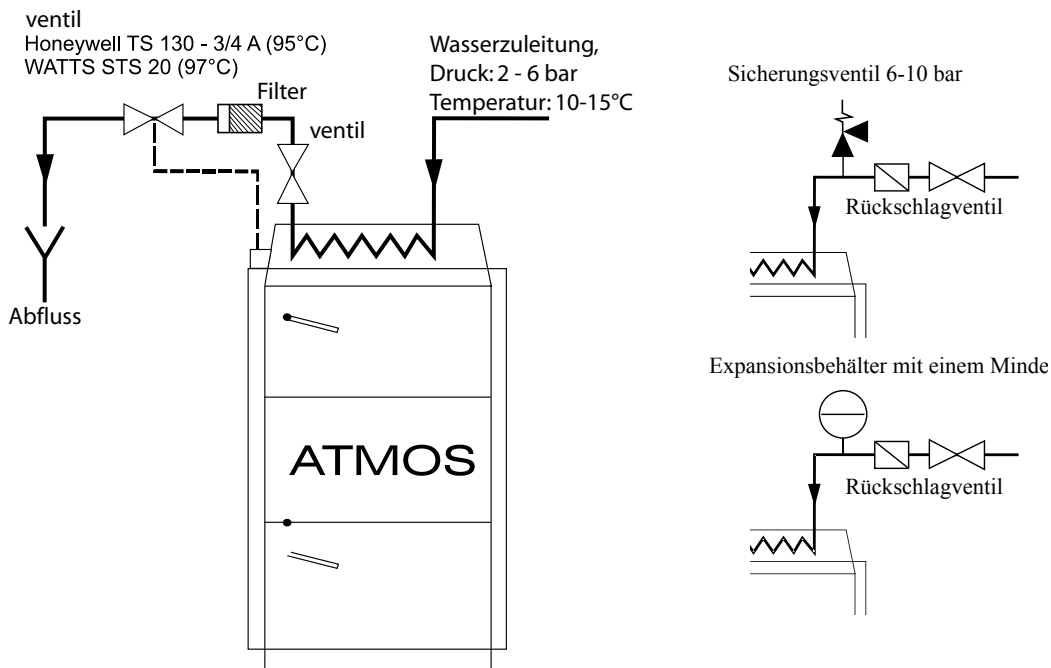 ventil
Honeywell TS 130 - 3/4 A (95°C)
WATTS STS 20 (97°C)
Filter
ventil
Wasserzuleitung,
Druck: 2 - 6 bar
Temperatur: 10-15°C
Abfluss
ATMOS
Sicherungsventil 6-10 bar
Rückschlagventil
Expansionsbehälter mit einem Minde
Rückschlagventil